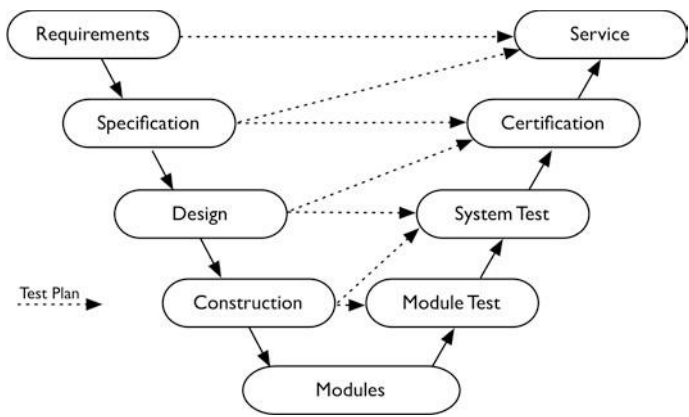 Requirements
Service
Specification
Certification
Design
System Test
Test Plan
Construction
Module Test
Modules